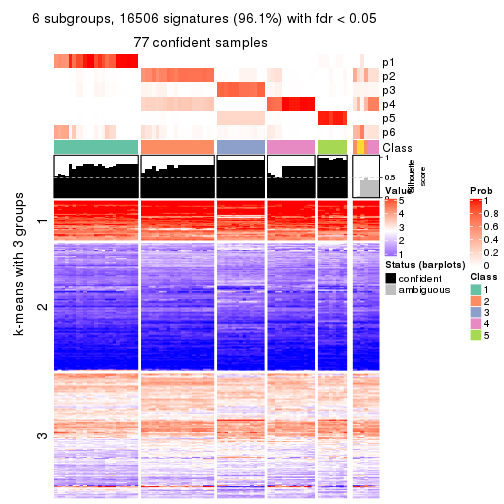 6 subgroups, 16506 signatures (96.1%) with fdr < 0.05
77 confident samples
p1
p2
p3
p4
p5
p6
Class
1
0.5
0
Silhouette
score
k-means with 3 groups
1
2
3
Value
5
4
3
2
1
Status (barplots)
confident
ambiguous
Prob
1
0.8
0.6
0.4
0.2
0
Class
1
2
3
4
5